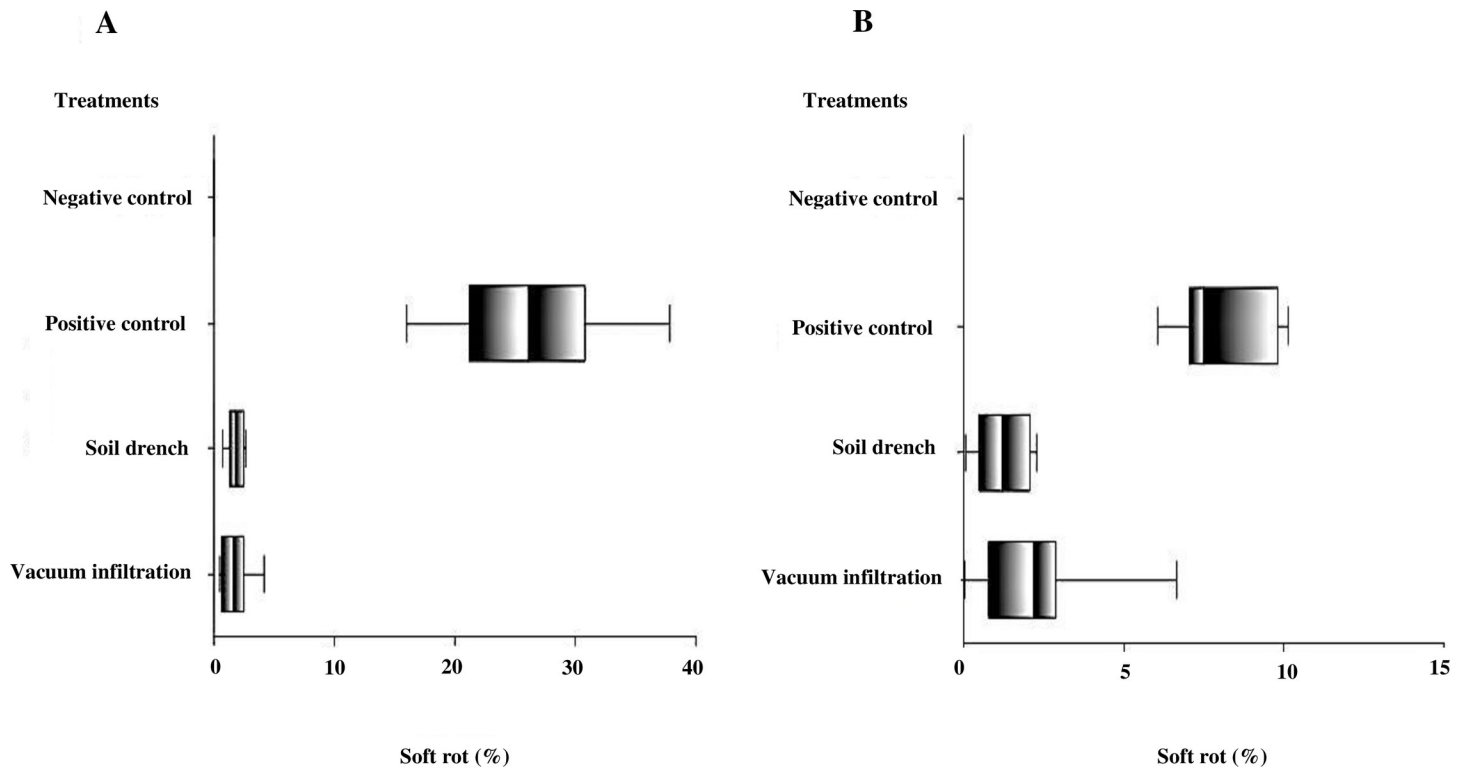 A
Treatments
Negative control
Positive control
Soil drench
Vacuum infiltration
0 10 20 30 40
Soft rot (%)
B
Treatments
Negative control
Positive control
Soil drench
Vacuum infiltration
0 5 10 15
Soft rot (%)